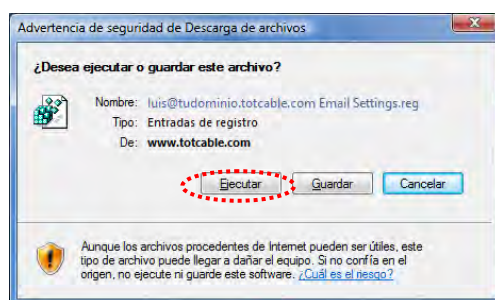 Advertencia de seguridad de Descarga de archivos
¿Desea ejecutar o guardar este archivo?
Nombre: luis@tudominio.totcable.com Email Settings.reg
Tipo: Entradas de registro
De: www.totcable.com
Ejecutar Guardar Cancelar
Aunque los archivos procedentes de Internet pueden ser útiles, este
tipo de archivo puede llegar a dañar el equipo. Si no confía en el
origen, no ejecute ni guarde este software. ¿Cuál es el riesgo?